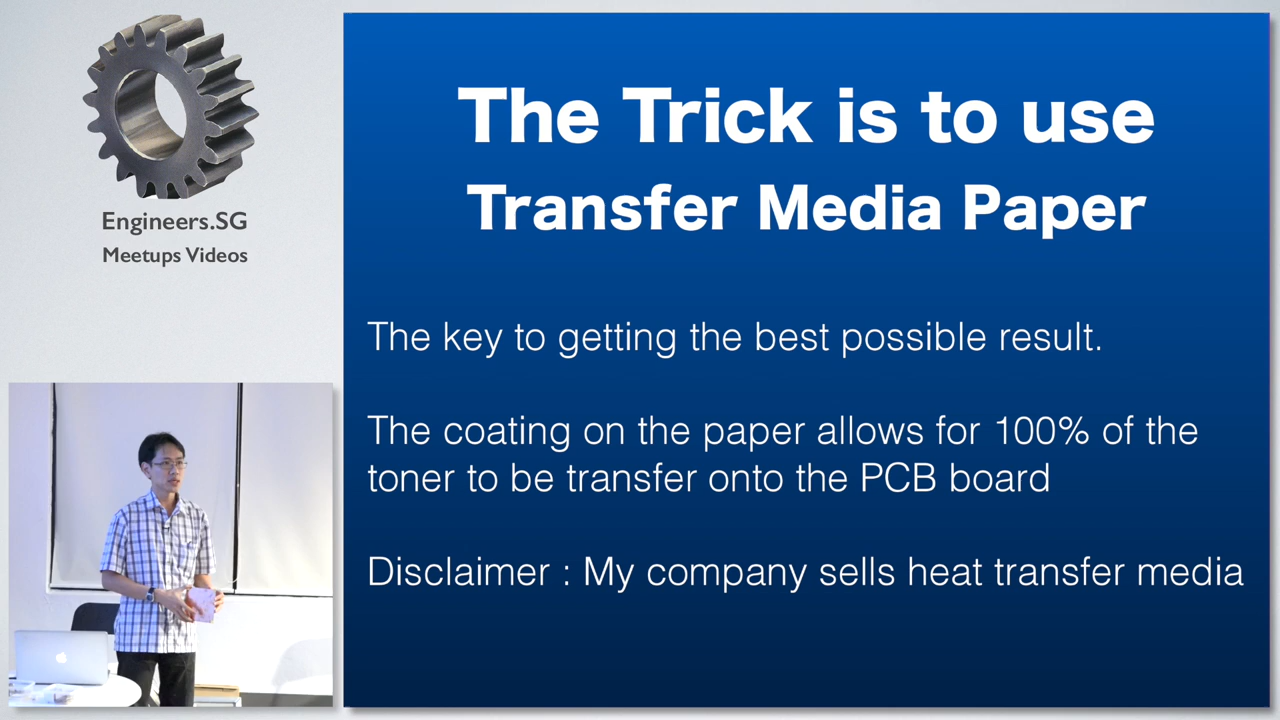 Engineers.SG
Meetups Videos
The Trick is to use
Transfer Media Paper
The key to getting the best possible result.
The coating on the paper allows for 100% of the
toner to be transfer onto the PCB board
Disclaimer : My company sells heat transfer media